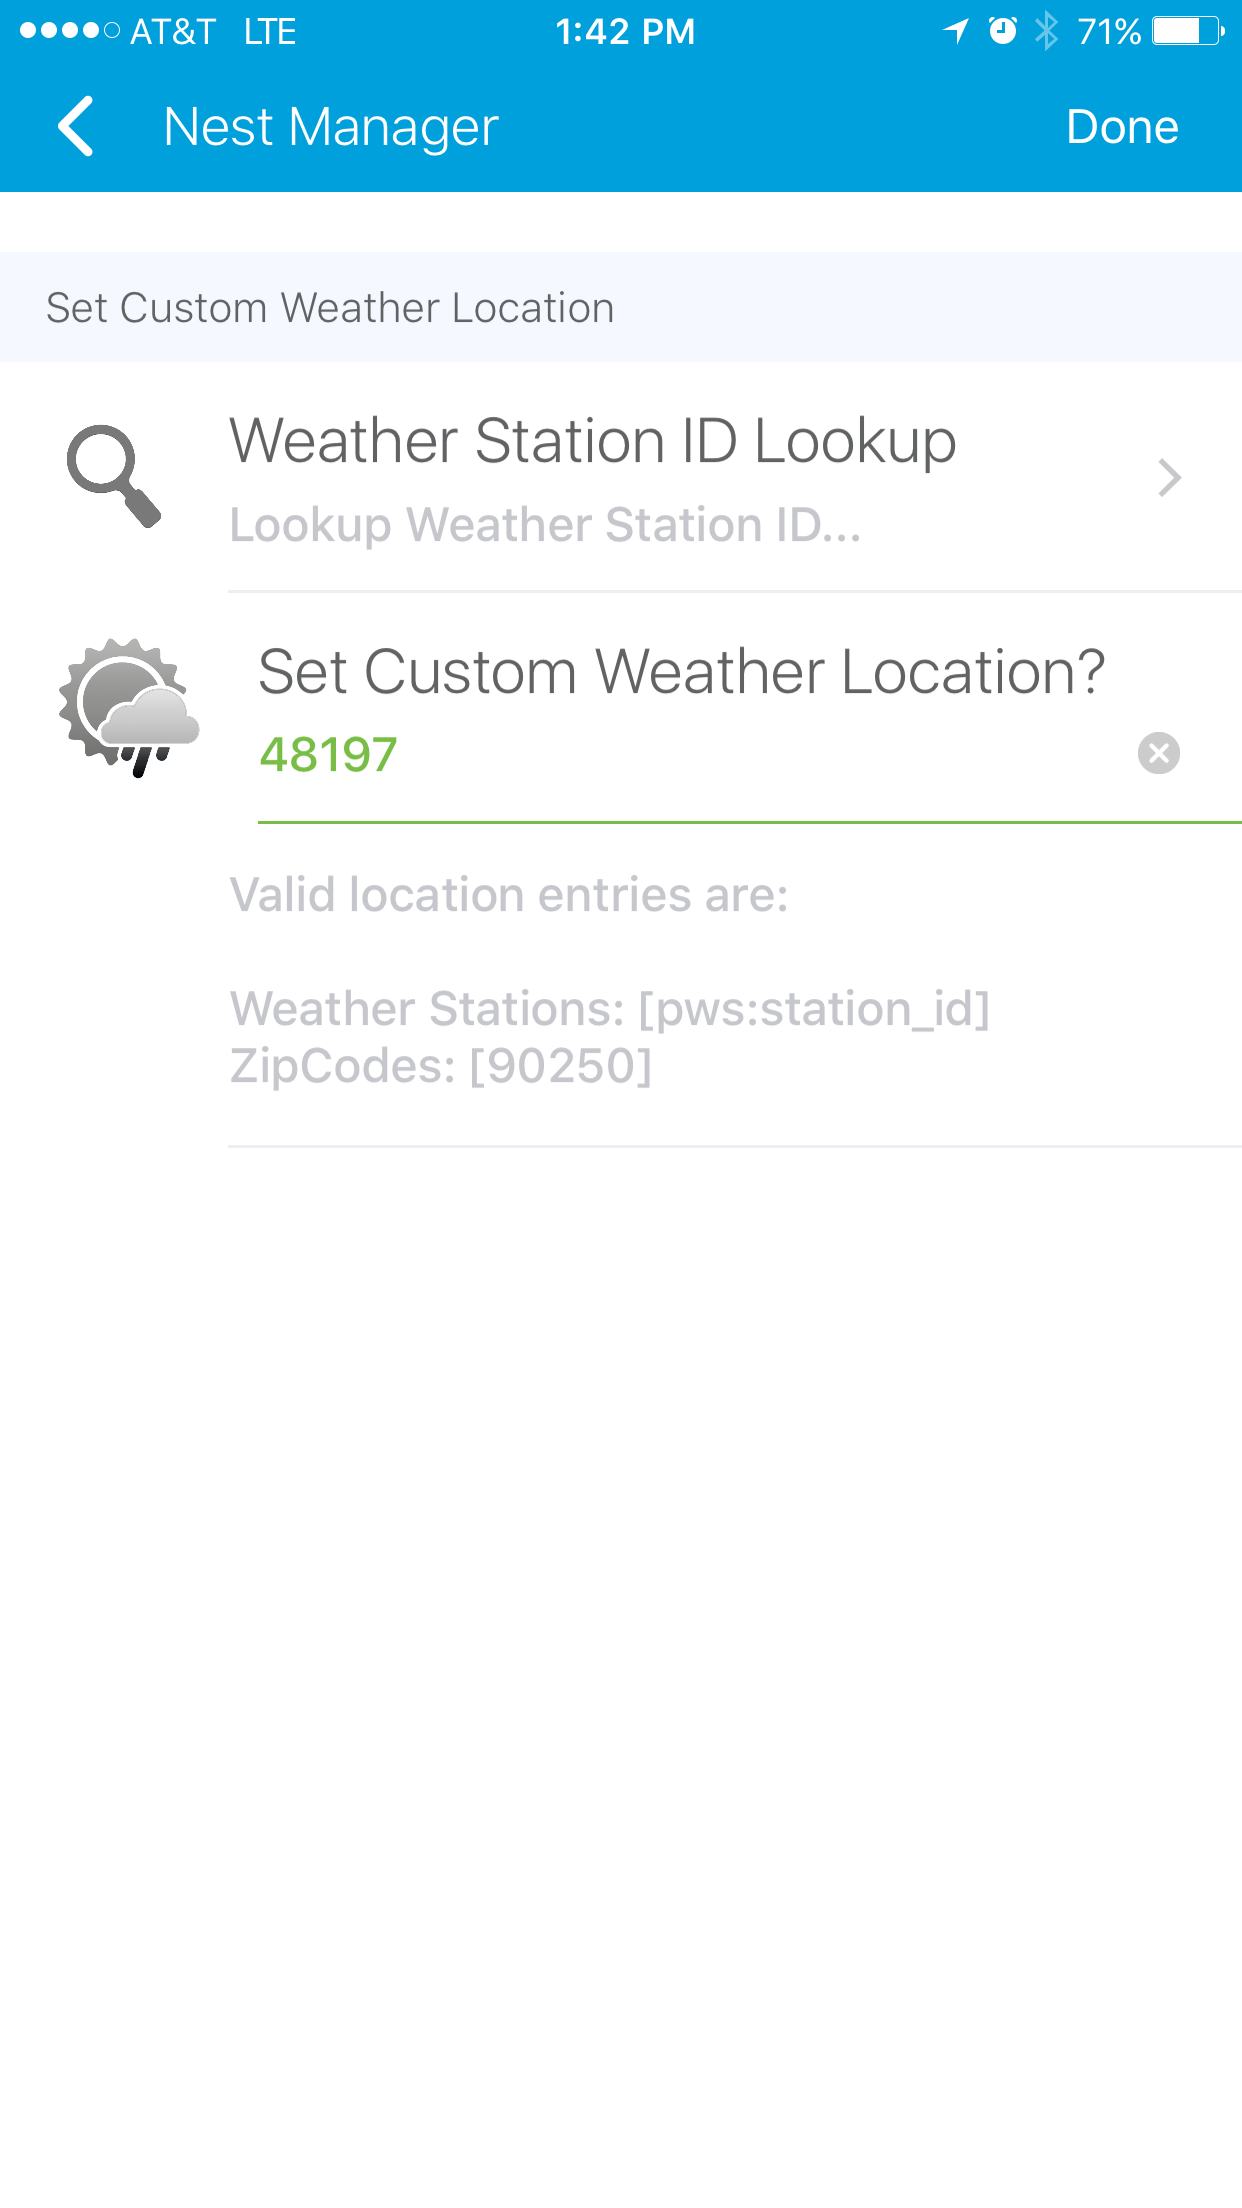 AT&T LTE 1:42 PM 71%
Nest Manager Done
Set Custom Weather Location
Weather Station ID Lookup
Lookup Weather Station ID...
Set Custom Weather Location?
48197
Valid location entries are:
Weather Stations: [pws:station_id]
ZipCodes: [90250]